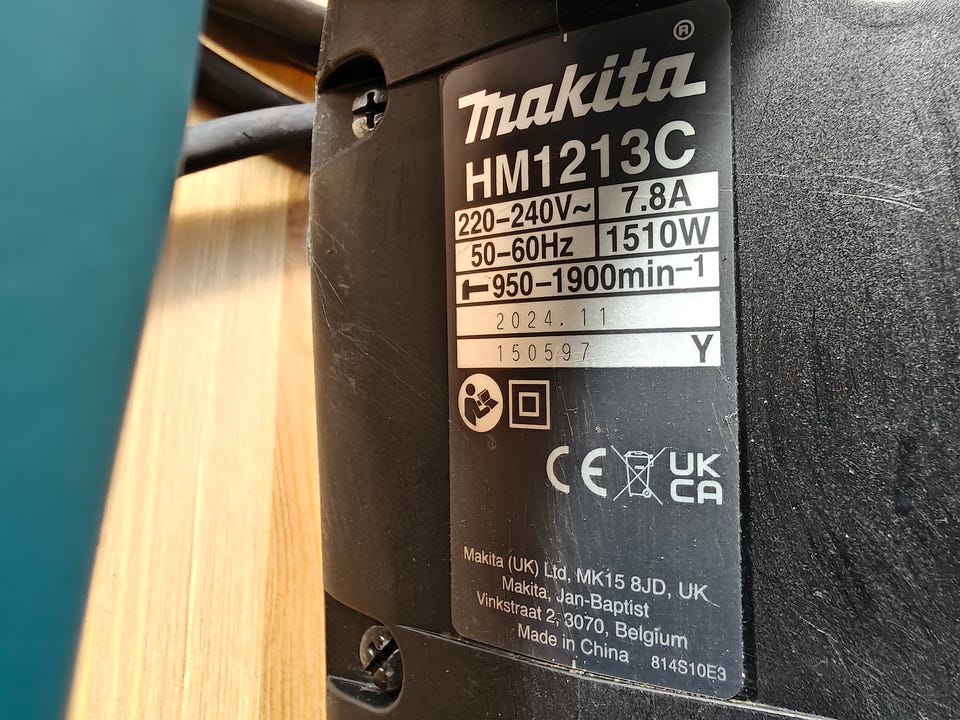 makita®
HM1213C
220–240V~ 7.8A
50–60Hz 1510W
950–1900min⁻¹
2024.11
150597 Y
CE UK
CA
Makita (UK) Ltd, MK15 8JD, UK
Makita, Jan-Baptist
Vinkstraat 2, 3070, Belgium
Made in China 814S10E3